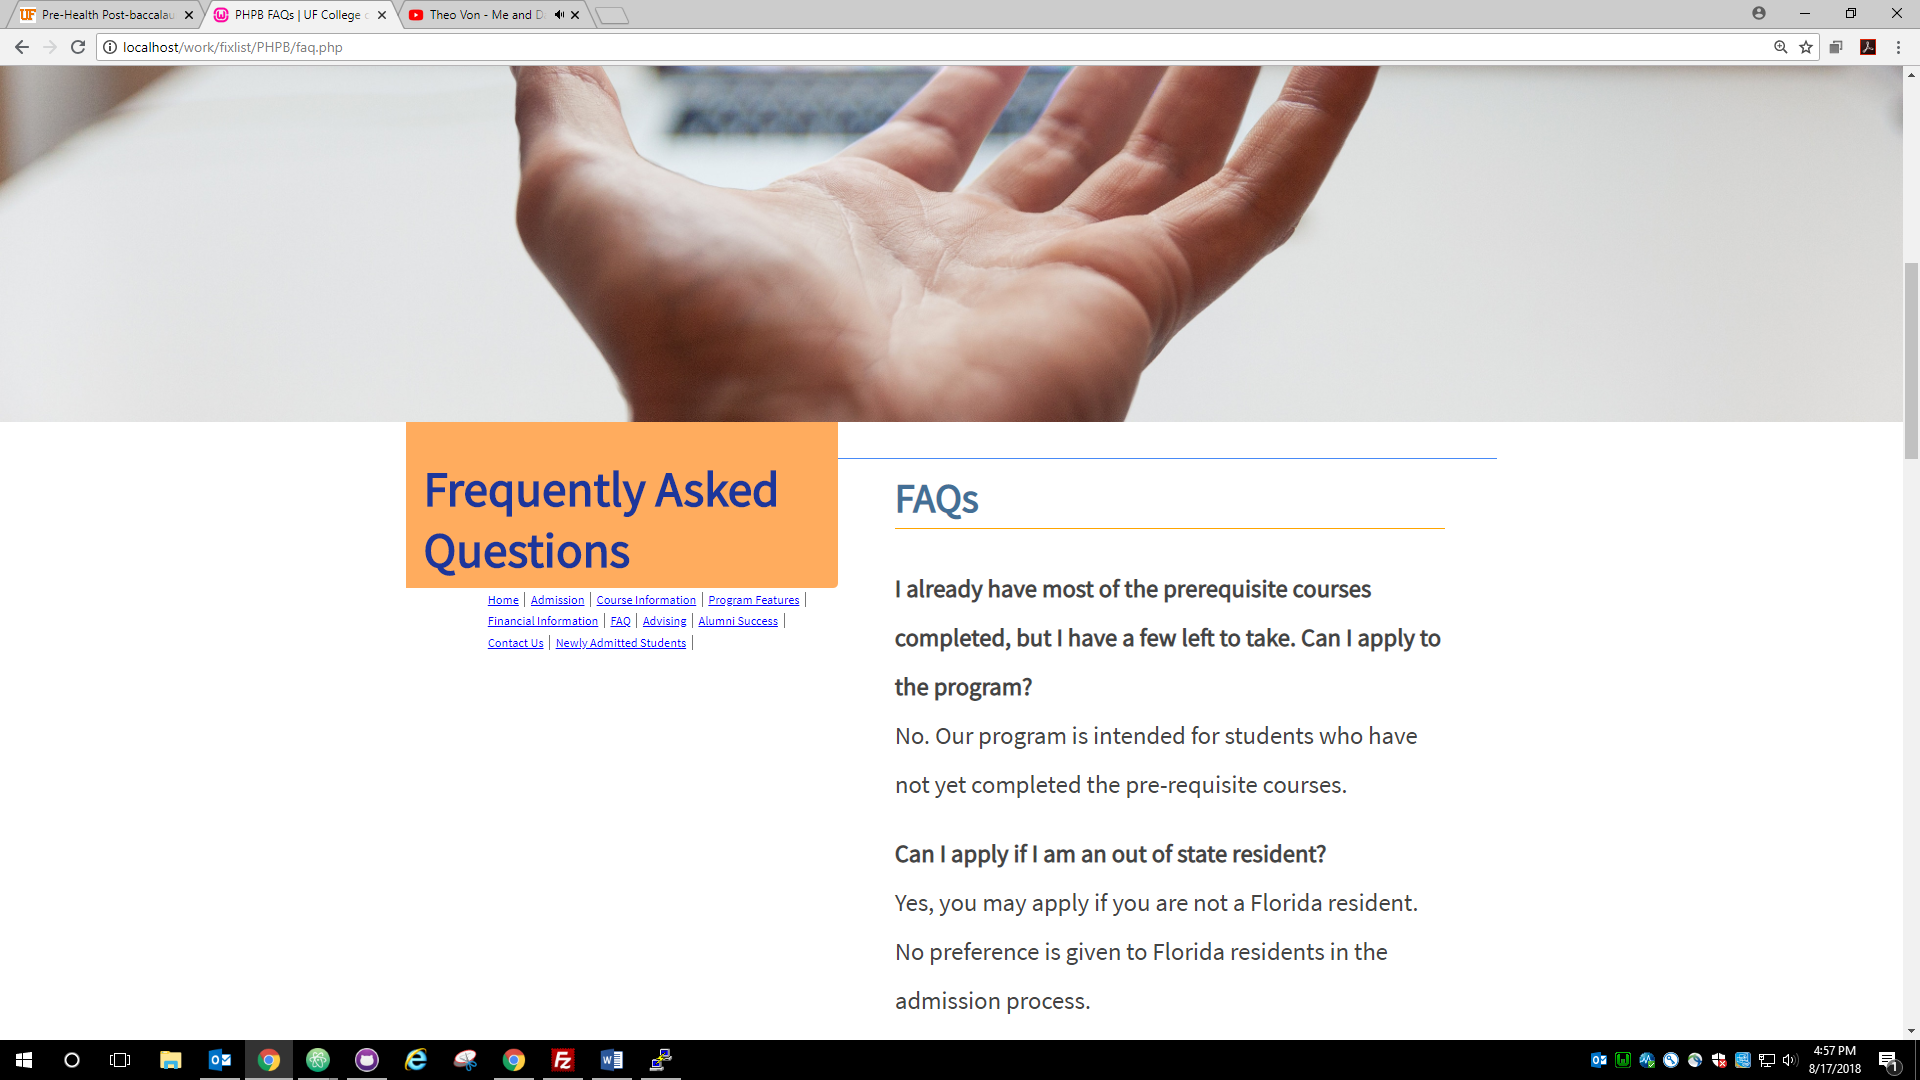 Pre-Health Post-baccalau
PHPB FAQs | UF College
Theo Von - Me and D
localhost/work/fixlist/PHPB/faq.php
Frequently Asked
Questions
Home | Admission | Course Information | Program Features |
Financial Information | FAQ | Advising | Alumni Success |
Contact Us | Newly Admitted Students |
FAQs
I already have most of the prerequisite courses
completed, but I have a few left to take. Can I apply to
the program?
No. Our program is intended for students who have
not yet completed the pre-requisite courses.
Can I apply if I am an out of state resident?
Yes, you may apply if you are not a Florida resident.
No preference is given to Florida residents in the
admission process.
4:57 PM
8/17/2018
1